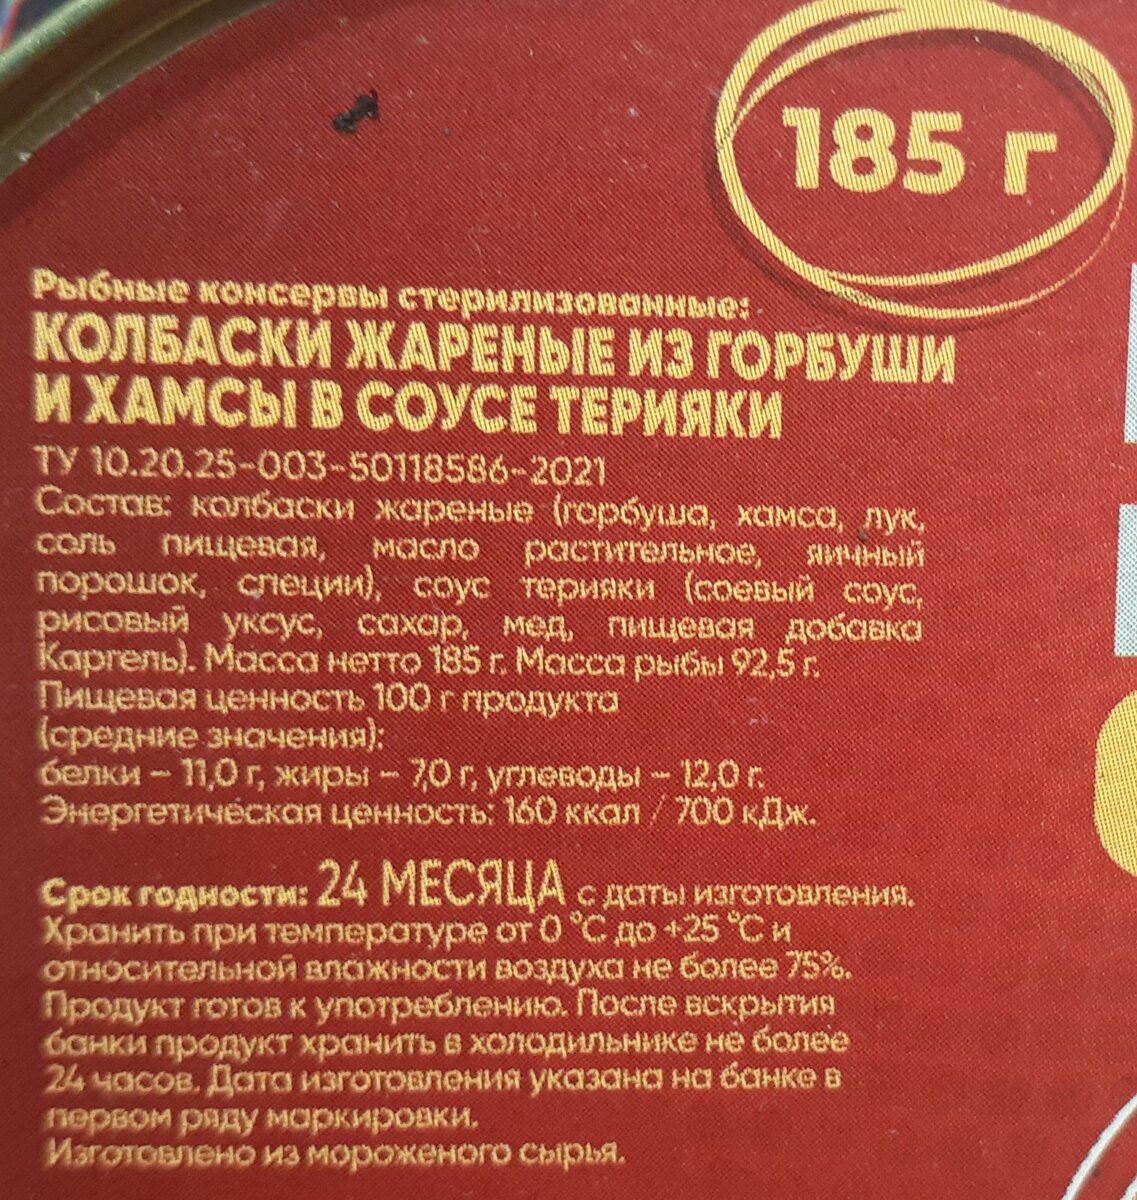 185 г
Рыбные консервы стерилизованные:
КОЛБАСКИ ЖАРЕНЫЕ ИЗ ГОРБУШИ
И ХАМСЫ В СОУСЕ ТЕРИЯКИ
ТУ 10.20.25-003-50118586-2021
Состав: колбаски жареные (горбуша, хамса, лук,
соль пищевая, масло растительное, яичный
порошок, специи), соус терияки (соевый соус,
рисовый уксус, сахар, мед, пищевая добавка
Каргель). Масса нетто 185 г. Масса рыбы 92,5 г.
Пищевая ценность 100 г продукта
(средние значения):
белки – 11,0 г, жиры – 7,0 г, углеводы – 12,0 г.
Энергетическая ценность: 160 ккал / 700 кДж.
Срок годности: 24 МЕСЯЦА с даты изготовления.
Хранить при температуре от 0 °С до +25 °С и
относительной влажности воздуха не более 75%.
Продукт готов к употреблению. После вскрытия
банки продукт хранить в холодильнике не более
24 часов. Дата изготовления указана на банке в
первом ряду маркировки.
Изготовлено из мороженого сырья.